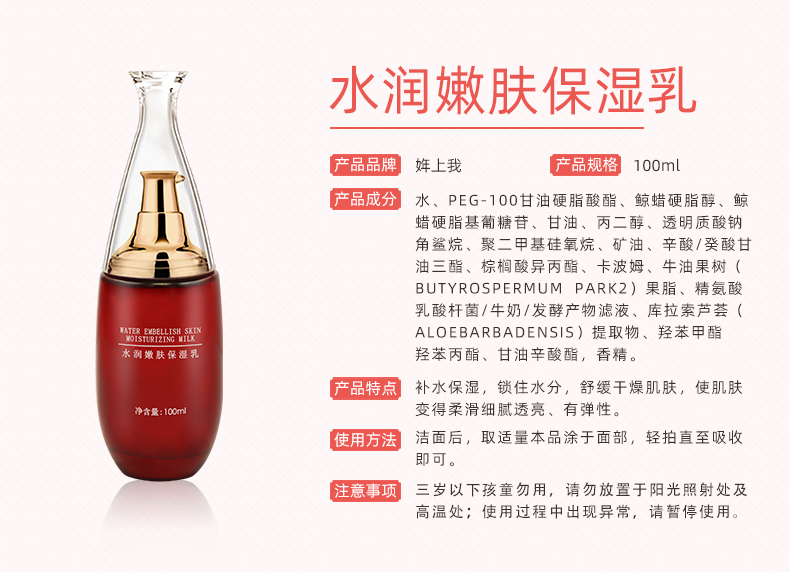 水润嫩肤保湿乳
产品品牌 姩上我 产品规格 100ml
产品成分 水、PEG-100甘油硬脂酸酯、鲸蜡硬脂醇、鲸
蜡硬脂基葡糖苷、甘油、丙二醇、透明质酸钠
角鲨烷、聚二甲基硅氧烷、矿油、辛酸/癸酸甘
油三酯、棕榈酸异丙酯、卡波姆、牛油果树（
BUTYROSPERMUM PARK2）果脂、精氨酸
乳酸杆菌/牛奶/发酵产物滤液、库拉索芦荟（
ALOEBARBADENSIS）提取物、羟苯甲酯
羟苯丙酯、甘油辛酸酯，香精。
产品特点 补水保湿，锁住水分，舒缓干燥肌肤，使肌肤
变得柔滑细腻透亮、有弹性。
使用方法 洁面后，取适量本品涂于面部，轻拍直至吸收
即可。
注意事项 三岁以下孩童勿用，请勿放置于阳光照射处及
高温处；使用过程中出现异常，请暂停使用。
WATER EMBELLISH SKIN
MOISTURIZING MILK
水润嫩肤保湿乳
净含量:100ml